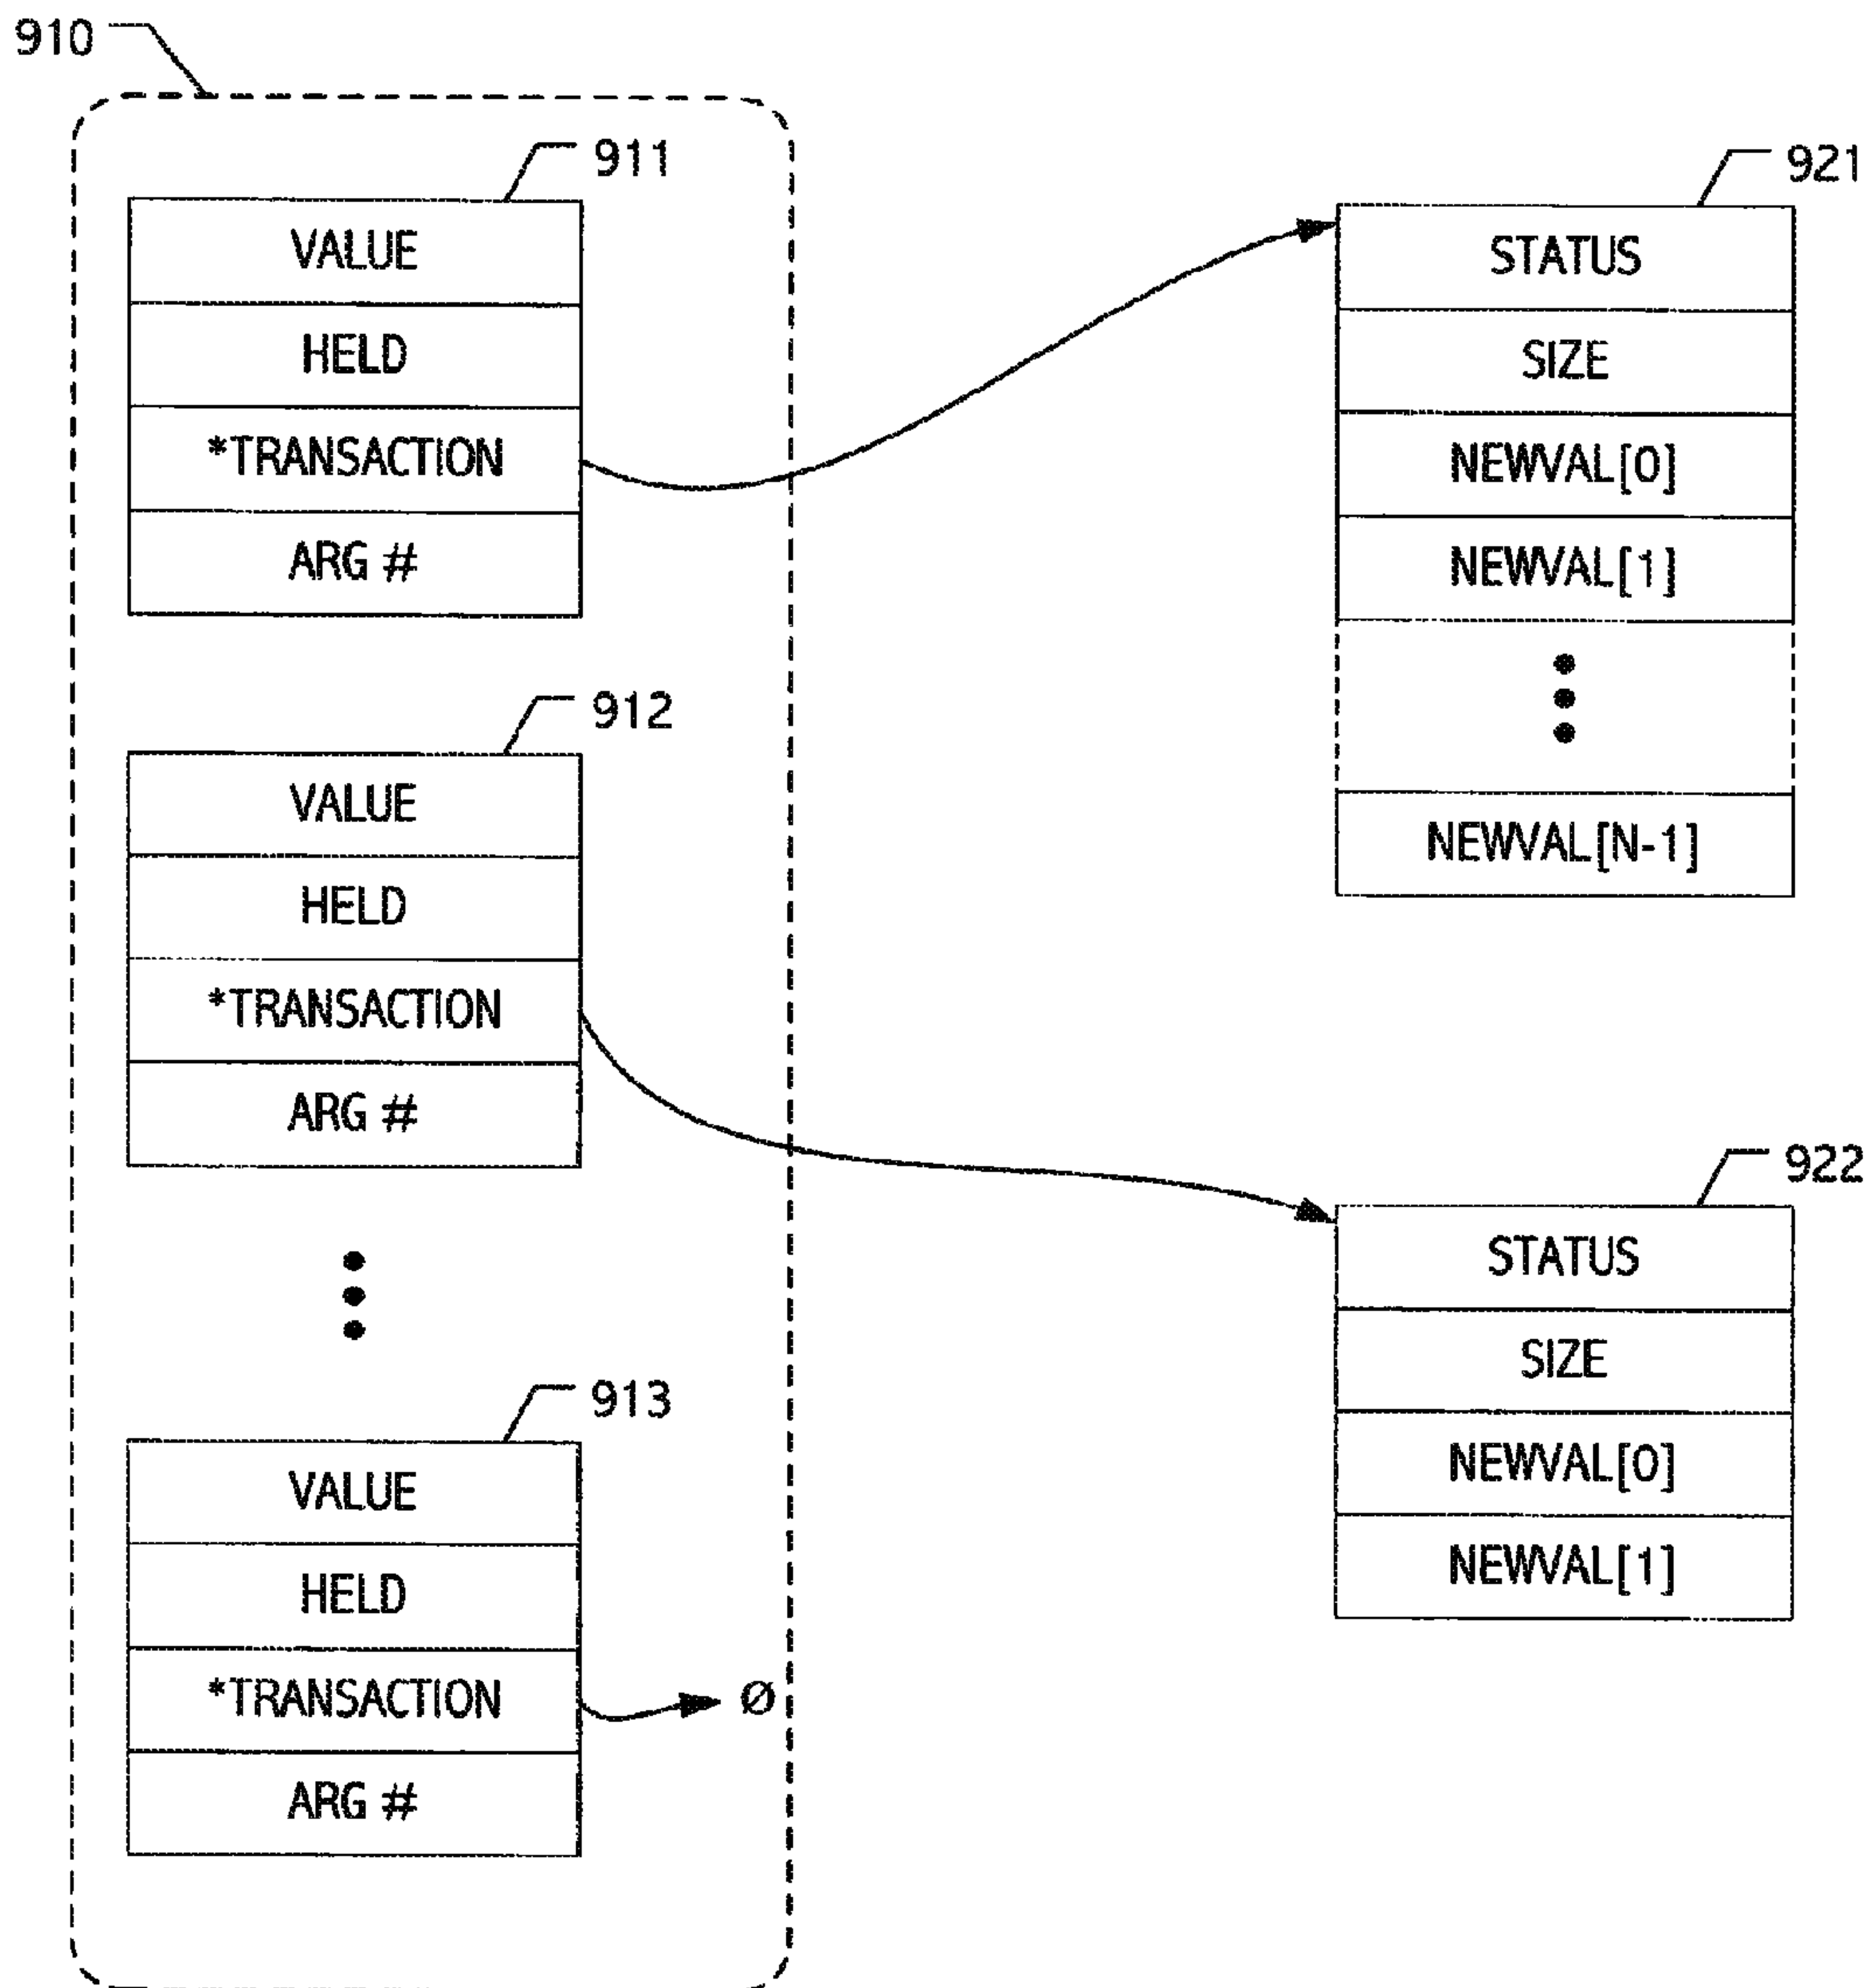 910
911
VALUE
HELD
*TRANSACTION
ARG #
912
VALUE
HELD
*TRANSACTION
ARG #
913
VALUE
HELD
*TRANSACTION
Ø
ARG #
921
STATUS
SIZE
NEWVAL[0]
NEWVAL[1]
NEWVAL[N-1]
922
STATUS
SIZE
NEWVAL[0]
NEWVAL[1]